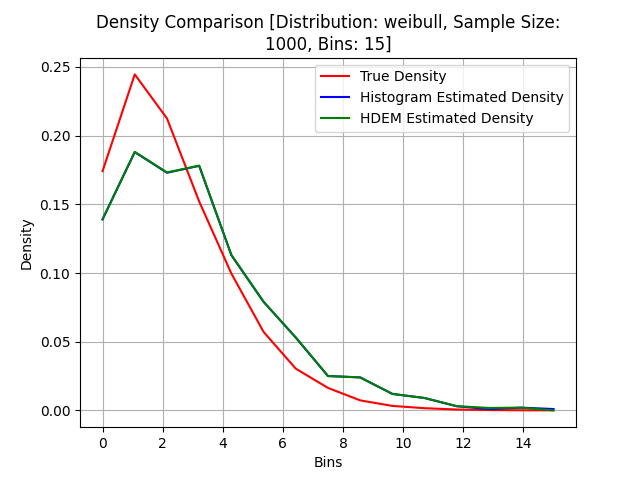 Density Comparison [Distribution: weibull, Sample Size:
1000, Bins: 15]
True Density
Histogram Estimated Density
HDEM Estimated Density
Density
0.25
0.20
0.15
0.10
0.05
0.00
0 2 4 6 8 10 12 14
Bins